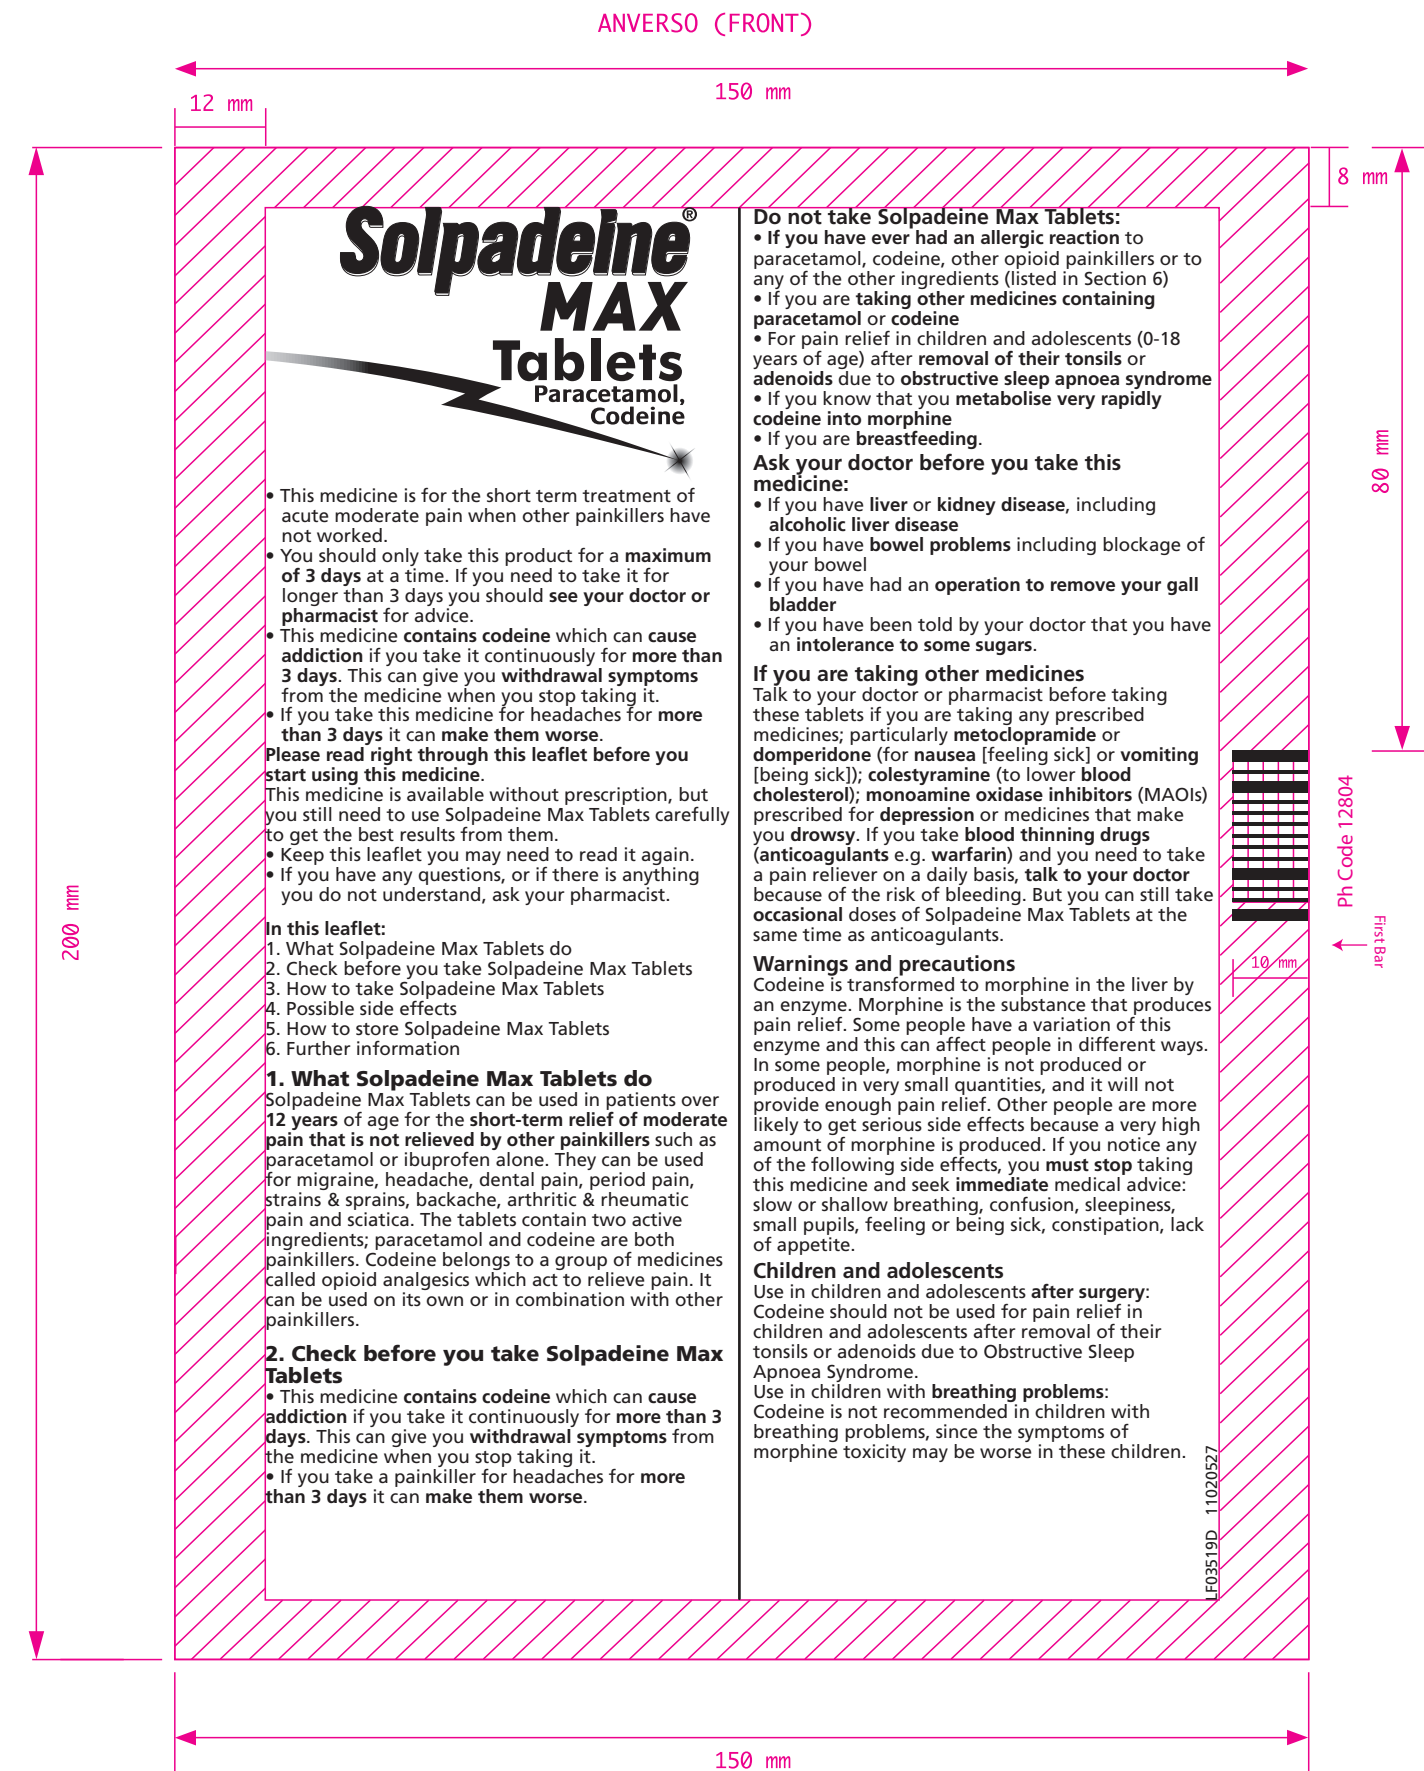 ANVERSO (FRONT)
150 mm
12 mm
8 mm
Solpadeine®
MAX
Tablets
Paracetamol,
Codeine
• This medicine is for the short term treatment of
acute moderate pain when other painkillers have
not worked.
• You should only take this product for a maximum
of 3 days at a time. If you need to take it for
longer than 3 days you should see your doctor or
pharmacist for advice.
• This medicine contains codeine which can cause
addiction if you take it continuously for more than
3 days. This can give you withdrawal symptoms
from the medicine when you stop taking it.
• If you take this medicine for headaches for more
than 3 days it can make them worse.
Please read right through this leaflet before you
start using this medicine.
This medicine is available without prescription, but
you still need to use Solpadeine Max Tablets carefully
to get the best results from them.
• Keep this leaflet you may need to read it again.
• If you have any questions, or if there is anything
you do not understand, ask your pharmacist.
In this leaflet:
1. What Solpadeine Max Tablets do
2. Check before you take Solpadeine Max Tablets
3. How to take Solpadeine Max Tablets
4. Possible side effects
5. How to store Solpadeine Max Tablets
6. Further information
1. What Solpadeine Max Tablets do
Solpadeine Max Tablets can be used in patients over
12 years of age for the short-term relief of moderate
pain that is not relieved by other painkillers such as
paracetamol or ibuprofen alone. They can be used
for migraine, headache, dental pain, period pain,
strains & sprains, backache, arthritic & rheumatic
pain and sciatica. The tablets contain two active
ingredients; paracetamol and codeine are both
painkillers. Codeine belongs to a group of medicines
called opioid analgesics which act to relieve pain. It
can be used on its own or in combination with other
painkillers.
2. Check before you take Solpadeine Max
Tablets
• This medicine contains codeine which can cause
addiction if you take it continuously for more than 3
days. This can give you withdrawal symptoms from
the medicine when you stop taking it.
• If you take a painkiller for headaches for more
than 3 days it can make them worse.
Do not take Solpadeine Max Tablets:
• If you have ever had an allergic reaction to
paracetamol, codeine, other opioid painkillers or to
any of the other ingredients (listed in Section 6)
• If you are taking other medicines containing
paracetamol or codeine
• For pain relief in children and adolescents (0-18
years of age) after removal of their tonsils or
adenoids due to obstructive sleep apnoea syndrome
• If you know that you metabolise very rapidly
codeine into morphine
• If you are breastfeeding.
Ask your doctor before you take this
medicine:
• If you have liver or kidney disease, including
alcoholic liver disease
• If you have bowel problems including blockage of
your bowel
• If you have had an operation to remove your gall
bladder
• If you have been told by your doctor that you have
an intolerance to some sugars.
If you are taking other medicines
Talk to your doctor or pharmacist before taking
these tablets if you are taking any prescribed
medicines; particularly metoclopramide or
domperidone (for nausea [feeling sick] or vomiting
[being sick]); colestyramine (to lower blood
cholesterol); monoamine oxidase inhibitors (MAOIs)
prescribed for depression or medicines that make
you drowsy. If you take blood thinning drugs
(anticoagulants e.g. warfarin) and you need to take
a pain reliever on a daily basis, talk to your doctor
because of the risk of bleeding. But you can still take
occasional doses of Solpadeine Max Tablets at the
same time as anticoagulants.
Warnings and precautions
Codeine is transformed to morphine in the liver by
an enzyme. Morphine is the substance that produces
pain relief. Some people have a variation of this
enzyme and this can affect people in different ways.
In some people, morphine is not produced or
produced in very small quantities, and it will not
provide enough pain relief. Other people are more
likely to get serious side effects because a very high
amount of morphine is produced. If you notice any
of the following side effects, you must stop taking
this medicine and seek immediate medical advice:
slow or shallow breathing, confusion, sleepiness,
small pupils, feeling or being sick, constipation, lack
of appetite.
Children and adolescents
Use in children and adolescents after surgery:
Codeine should not be used for pain relief in
children and adolescents after removal of their
tonsils or adenoids due to Obstructive Sleep
Apnoea Syndrome.
Use in children with breathing problems:
Codeine is not recommended in children with
breathing problems, since the symptoms of
morphine toxicity may be worse in these children.
LF03519D 11020527
80 mm
Ph Code 12804
First Bar
10 mm
200 mm
150 mm